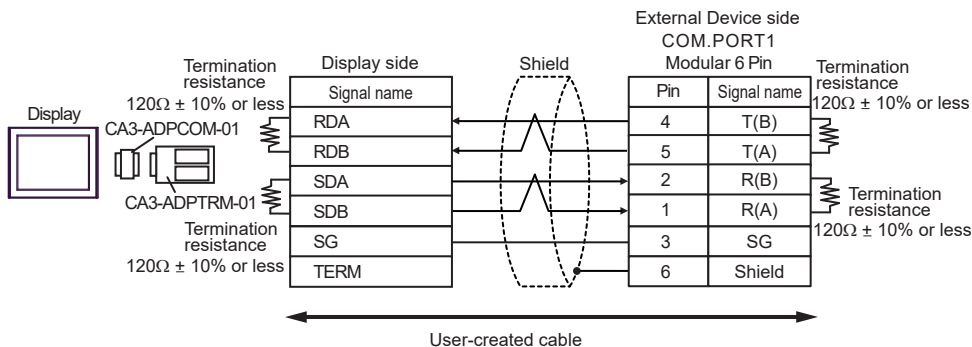 External Device side
COM.PORT1
Modular 6 Pin
Display side
Shield
Termination
resistance
120Ω ± 10% or less
Termination
resistance
120Ω ± 10% or less
Display
CA3-ADPCOM-01
CA3-ADPTRM-01
Signal name
Pin
Signal name
RDA
4
T(B)
RDB
5
T(A)
SDA
2
R(B)
SDB
1
R(A)
SG
3
SG
TERM
6
Shield
Termination
resistance
120Ω ± 10% or less
Termination
resistance
120Ω ± 10% or less
User-created cable